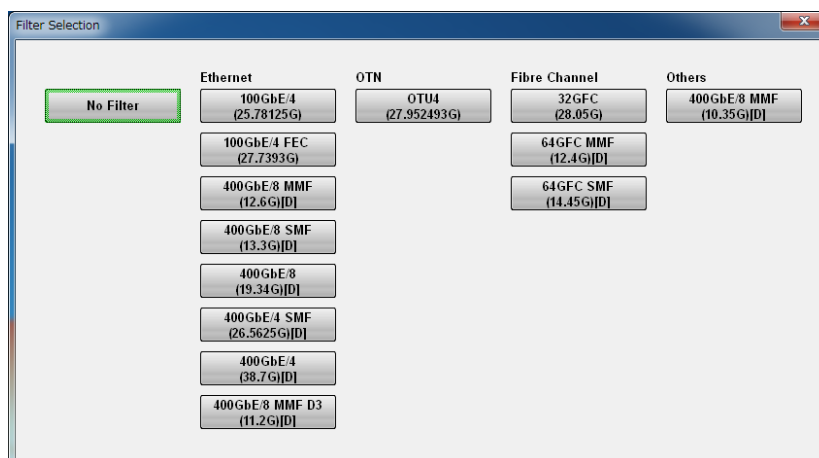 Filter Selection
Ethernet OTN Fibre Channel Others
No Filter
100GbE/4
(25.78125G)
OTU4
(27.952493G)
32GFC
(28.05G)
400GbE/8 MMF
(10.35G)[D]
100GbE/4 FEC
(27.7393G)
64GFC MMF
(12.4G)[D]
400GbE/8 MMF
(12.6G)[D]
64GFC SMF
(14.45G)[D]
400GbE/8 SMF
(13.3G)[D]
400GbE/8
(19.34G)[D]
400GbE/4 SMF
(26.5625G)[D]
400GbE/4
(38.7G)[D]
400GbE/8 MMF D3
(11.2G)[D]